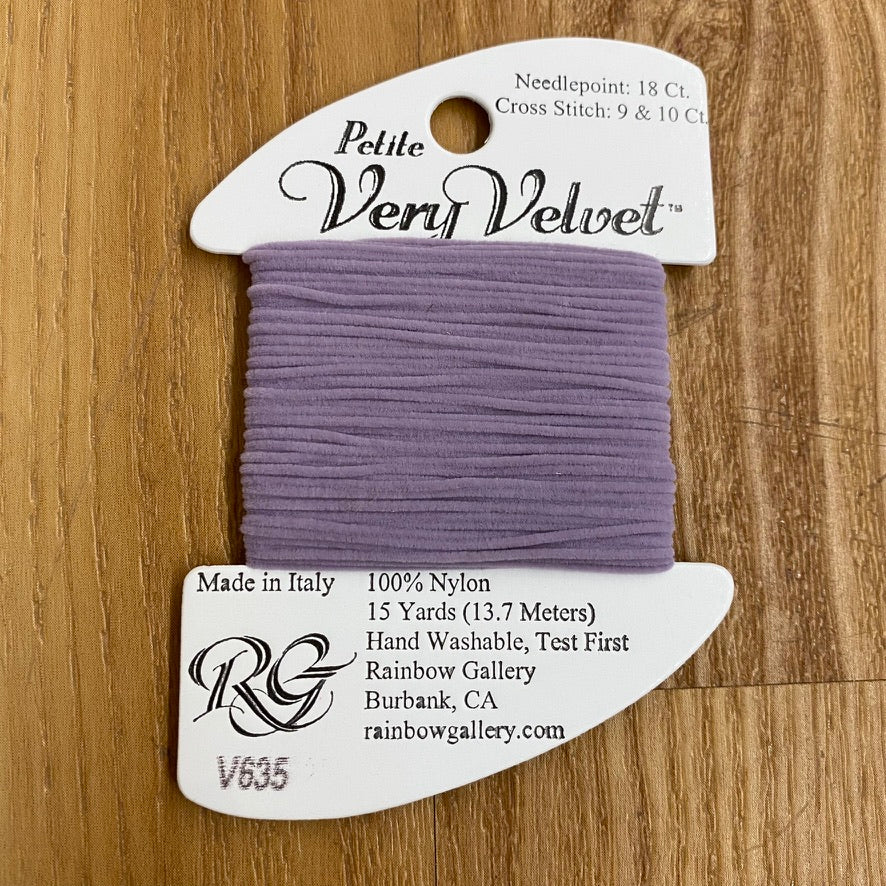 Needlepoint: 18 Ct.
Cross Stitch: 9 & 10 Ct.
Petite
Very Velvet™
Made in Italy
100% Nylon
15 Yards (13.7 Meters)
Hand Washable, Test First
Rainbow Gallery
Burbank, CA
rainbowgallery.com
RG
V635